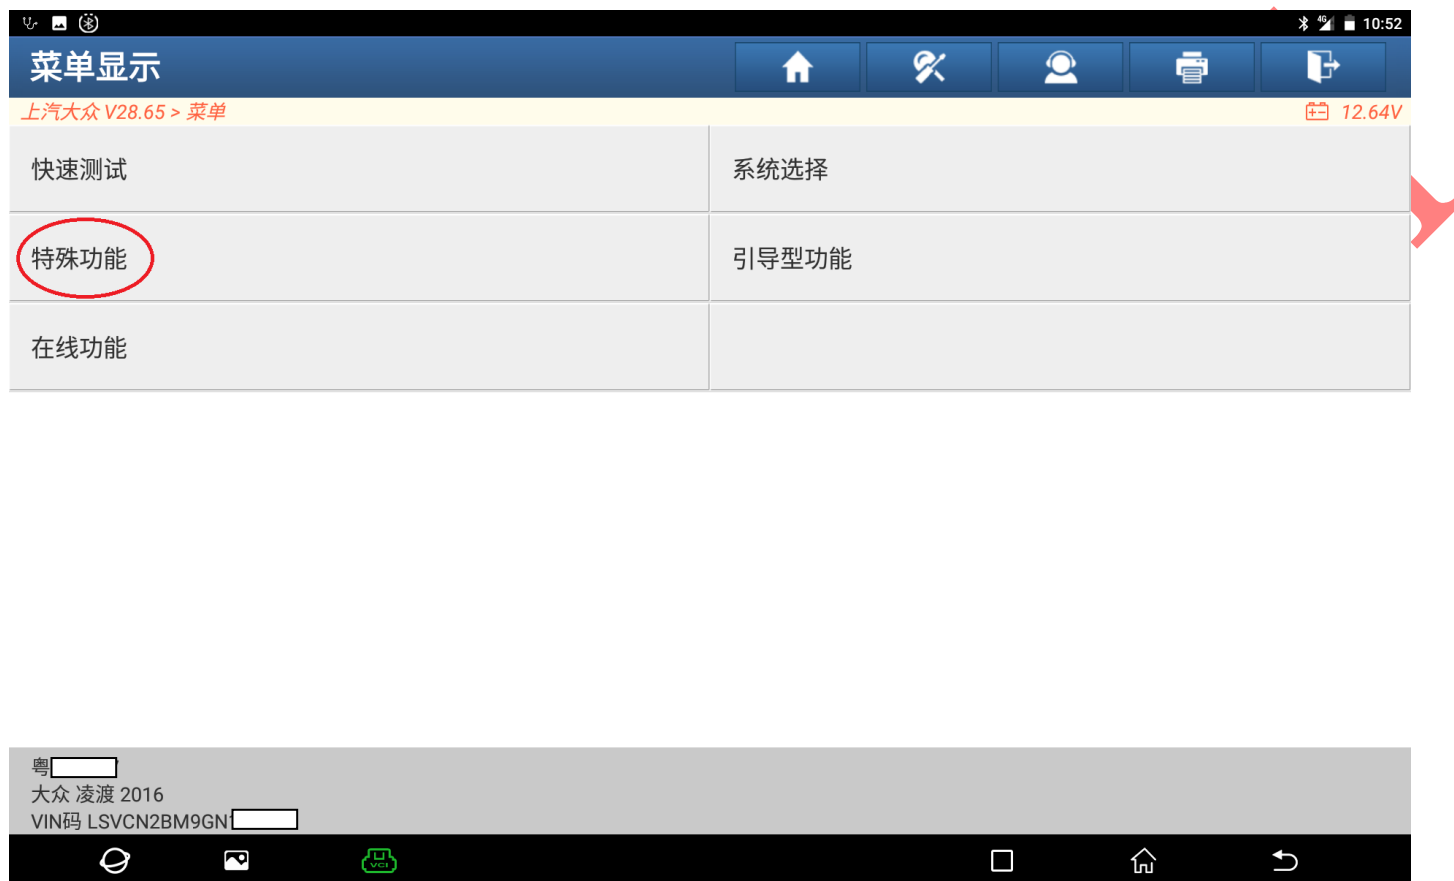 4G 10:52
菜单显示
上汽大众 V28.65 > 菜单 12.64V
快速测试 系统选择
特殊功能 引导型功能
在线功能
粤
大众 凌渡 2016
VIN码 LSVCN2BM9GN
VCI